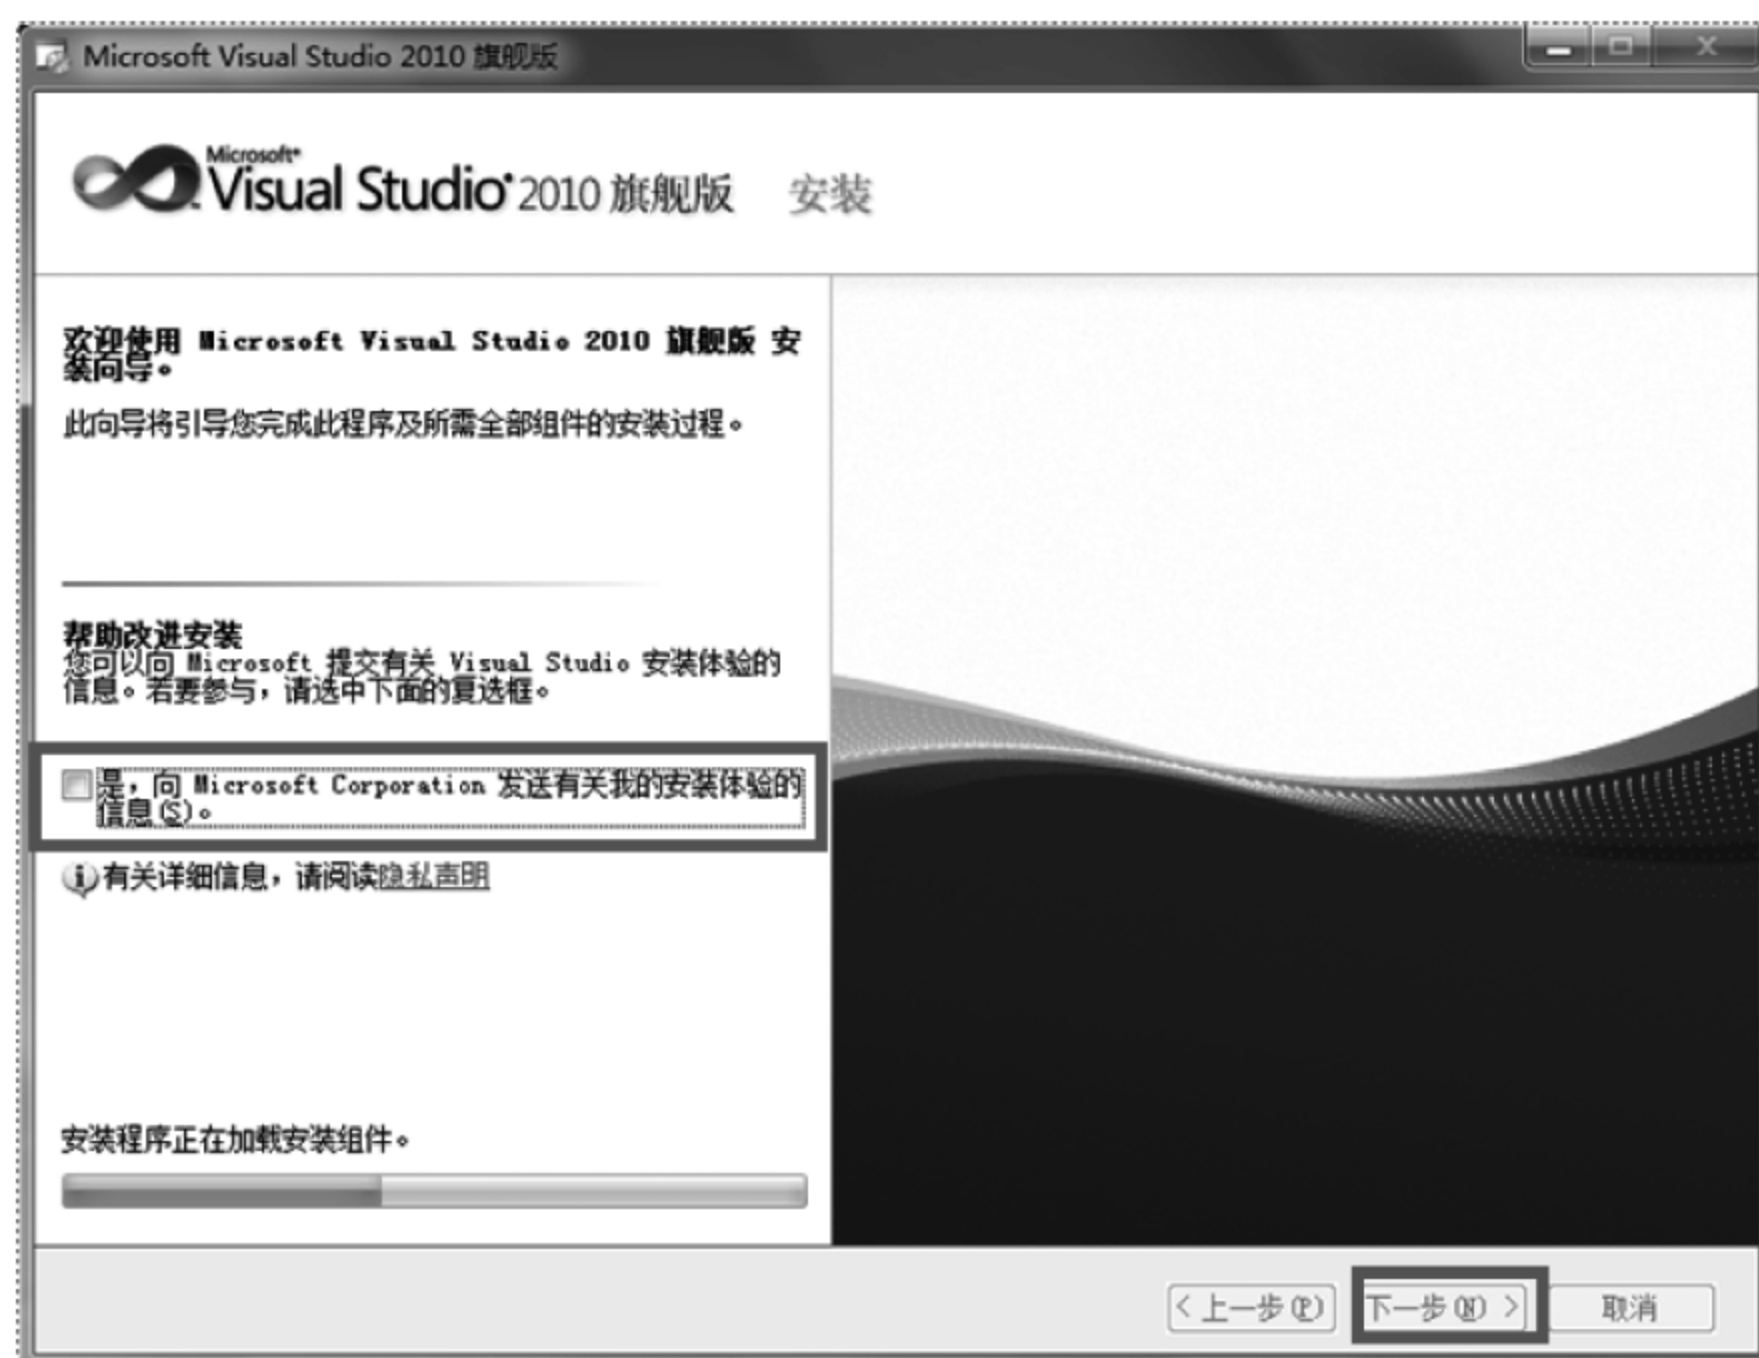 Microsoft Visual Studio 2010 旗舰版
Microsoft®
Visual Studio® 2010 旗舰版 安装
欢迎使用 Microsoft Visual Studio 2010 旗舰版 安
装向导。
此向导将引导您完成此程序及所需全部组件的安装过程。
帮助改进安装
您可以向 Microsoft 提交有关 Visual Studio 安装体验的
信息。若要参与，请选中下面的复选框。
是，向 Microsoft Corporation 发送有关我的安装体验的
信息(S)。
有关详细信息，请阅读隐私声明
安装程序正在加载安装组件。
< 上一步(P) 下一步(N) > 取消